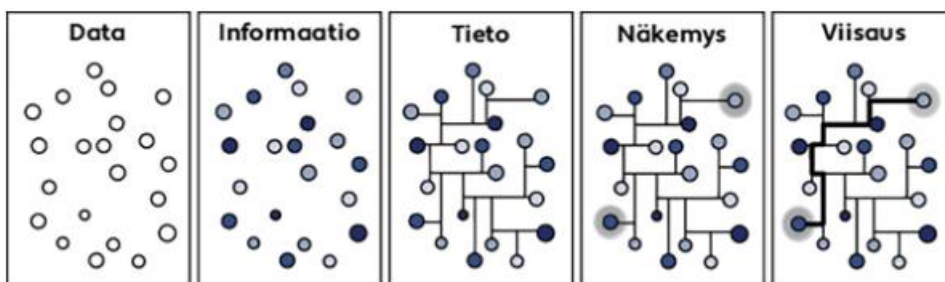 Data
Informaatio
Tieto
Näkemys
Viisaus